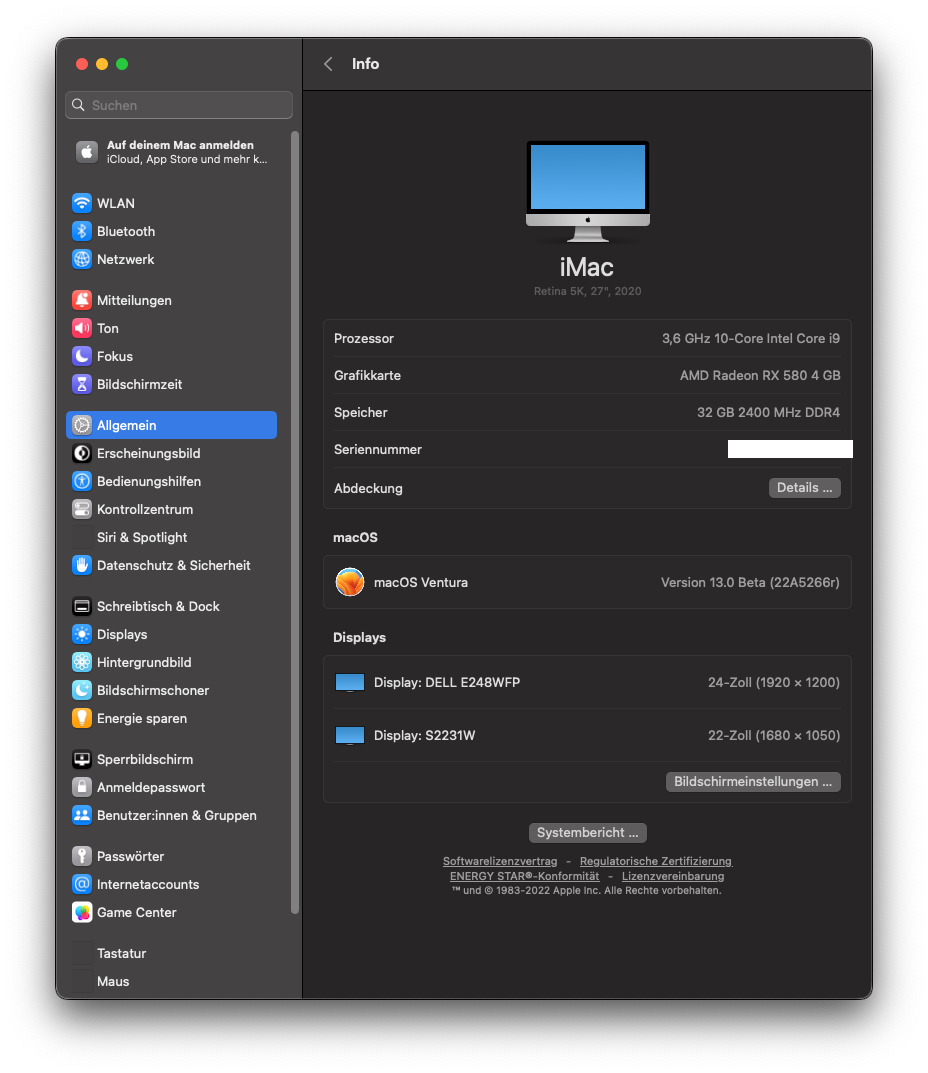 Info
Suchen
Auf deinem Mac anmelden
iCloud, App Store und mehr k...
WLAN
Bluetooth
Netzwerk
Mitteilungen
Ton
Fokus
Bildschirmzeit
Allgemein
Erscheinungsbild
Bedienungshilfen
Kontrollzentrum
Siri & Spotlight
Datenschutz & Sicherheit
Schreibtisch & Dock
Displays
Hintergrundbild
Bildschirmschoner
Energie sparen
Sperrbildschirm
Anmeldepasswort
Benutzer:innen & Gruppen
Passwörter
Internetaccounts
Game Center
Tastatur
Maus
iMac
Retina 5K, 27", 2020
Prozessor 3,6 GHz 10-Core Intel Core i9
Grafikkarte AMD Radeon RX 580 4 GB
Speicher 32 GB 2400 MHz DDR4
Seriennummer
Abdeckung Details ...
macOS
macOS Ventura Version 13.0 Beta (22A5266r)
Displays
Display: DELL E248WFP 24-Zoll (1920 × 1200)
Display: S2231W 22-Zoll (1680 × 1050)
Bildschirmeinstellungen ...
Systembericht ...
Softwarelizenzvertrag - Regulatorische Zertifizierung
ENERGY STAR®-Konformität - Lizenzvereinbarung
™ und © 1983-2022 Apple Inc. Alle Rechte vorbehalten.